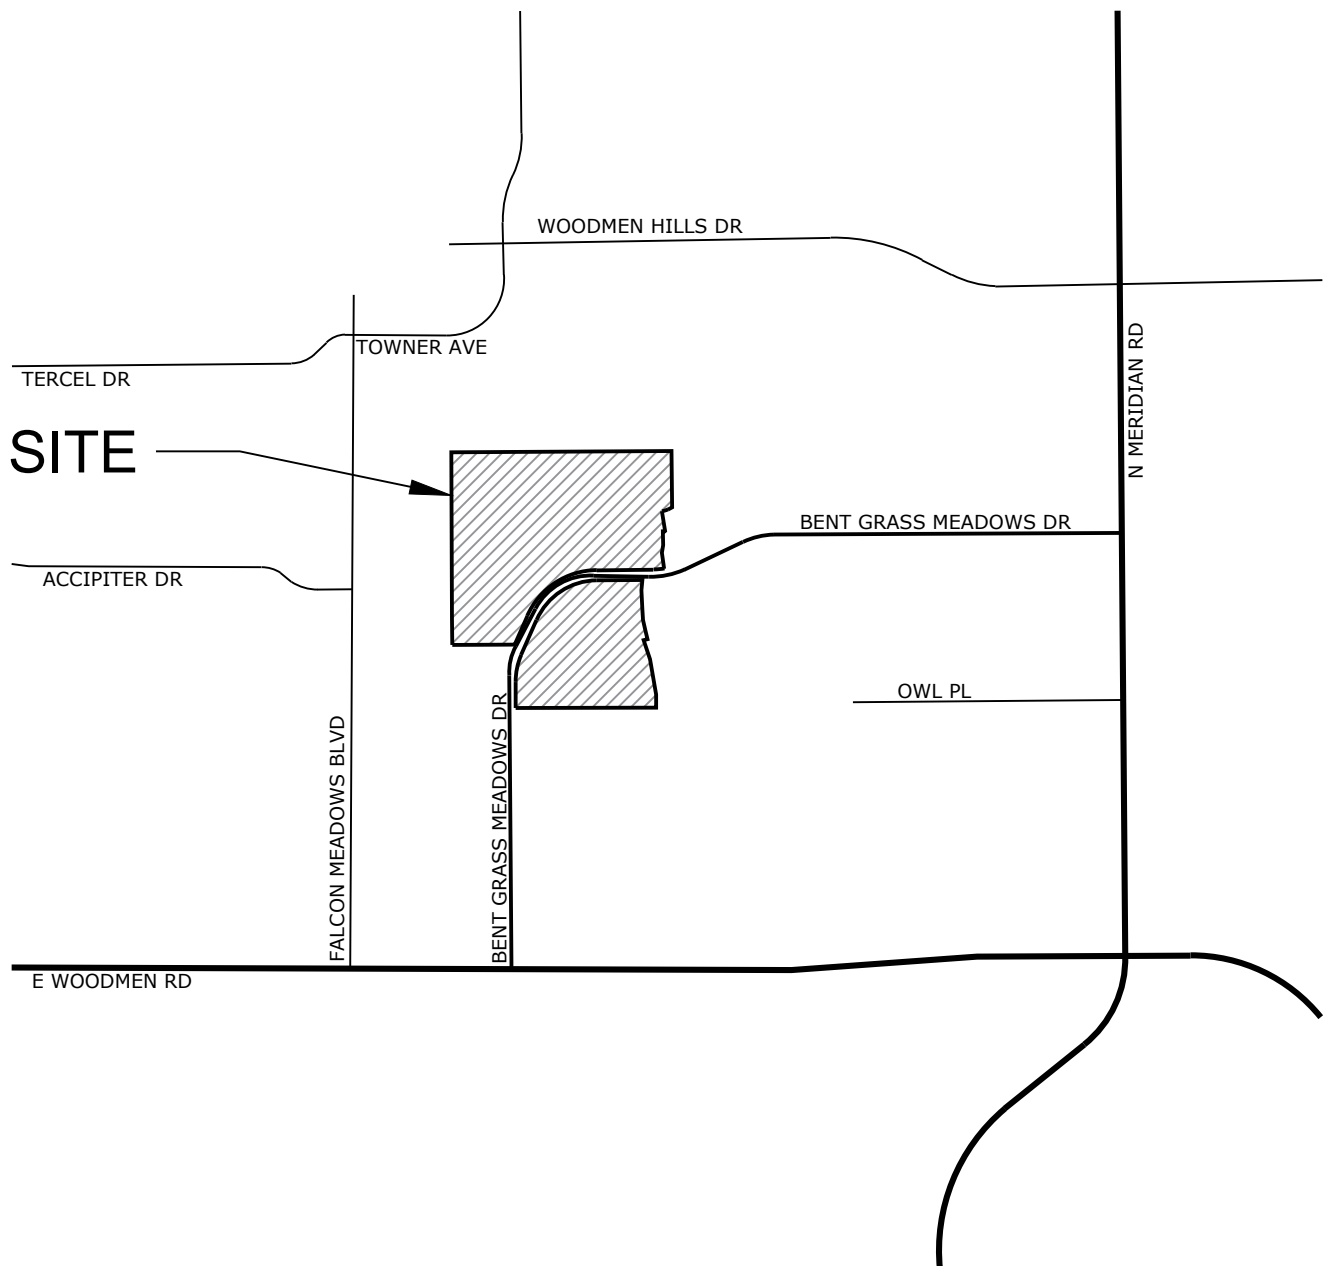 WOODMEN HILLS DR
TOWNER AVE
TERCEL DR
N MERIDIAN RD
SITE
BENT GRASS MEADOWS DR
ACCIPITER DR
OWL PL
FALCON MEADOWS BLVD
BENT GRASS MEADOWS DR
E WOODMEN RD